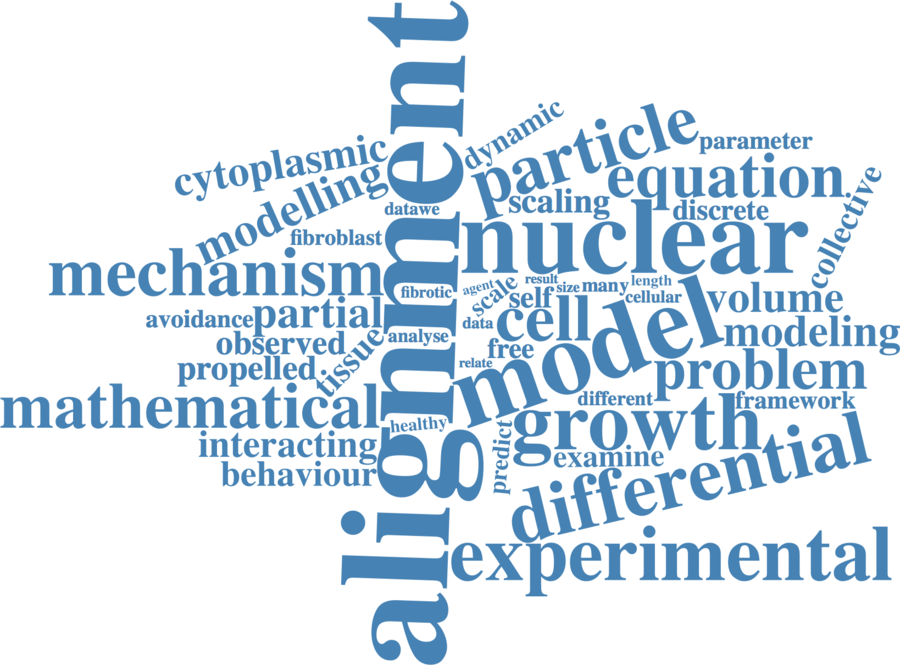 alignment
dynamic
particle
parameter
cytoplasmic
modelling
equation
collective
datawe
scaling
discrete
fibroblast
nuclear
mechanism
fibrotic
agent
scale
result
size
many
length
self
cellular
volume
avoidance
partial
data
cell
modeling
observed
analyse
tissue
free
model
relate
problem
propelled
mathematical
different
framework
healthy
growth
interacting
predict
examine
behaviour
differential
experimental